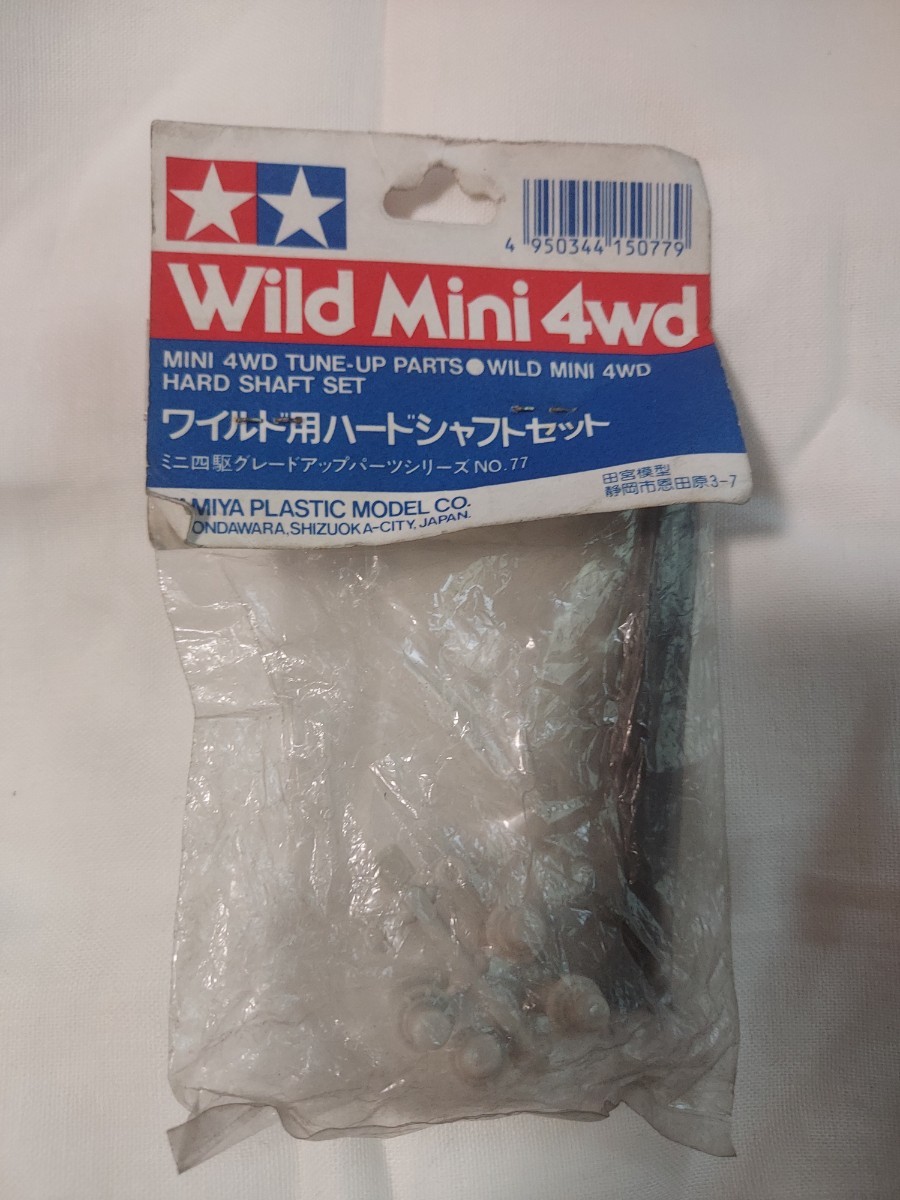 4 950344 150779
Wild Mini 4wd
MINI 4WD TUNE-UP PARTS●WILD MINI 4WD
HARD SHAFT SET
ワイルド用ハードシャフトセット
ミニ四駆グレードアップパーツシリーズ NO.77
田宮模型
静岡市恩田原3-7
AMIYA PLASTIC MODEL CO.
ONDAWARA, SHIZUOKA-CITY, JAPAN.